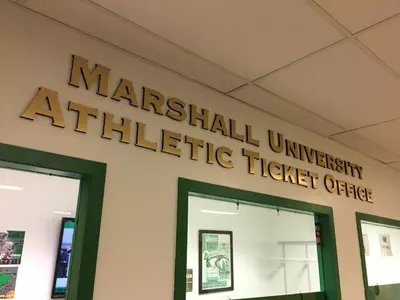 Marshall University
Athletic Ticket Office